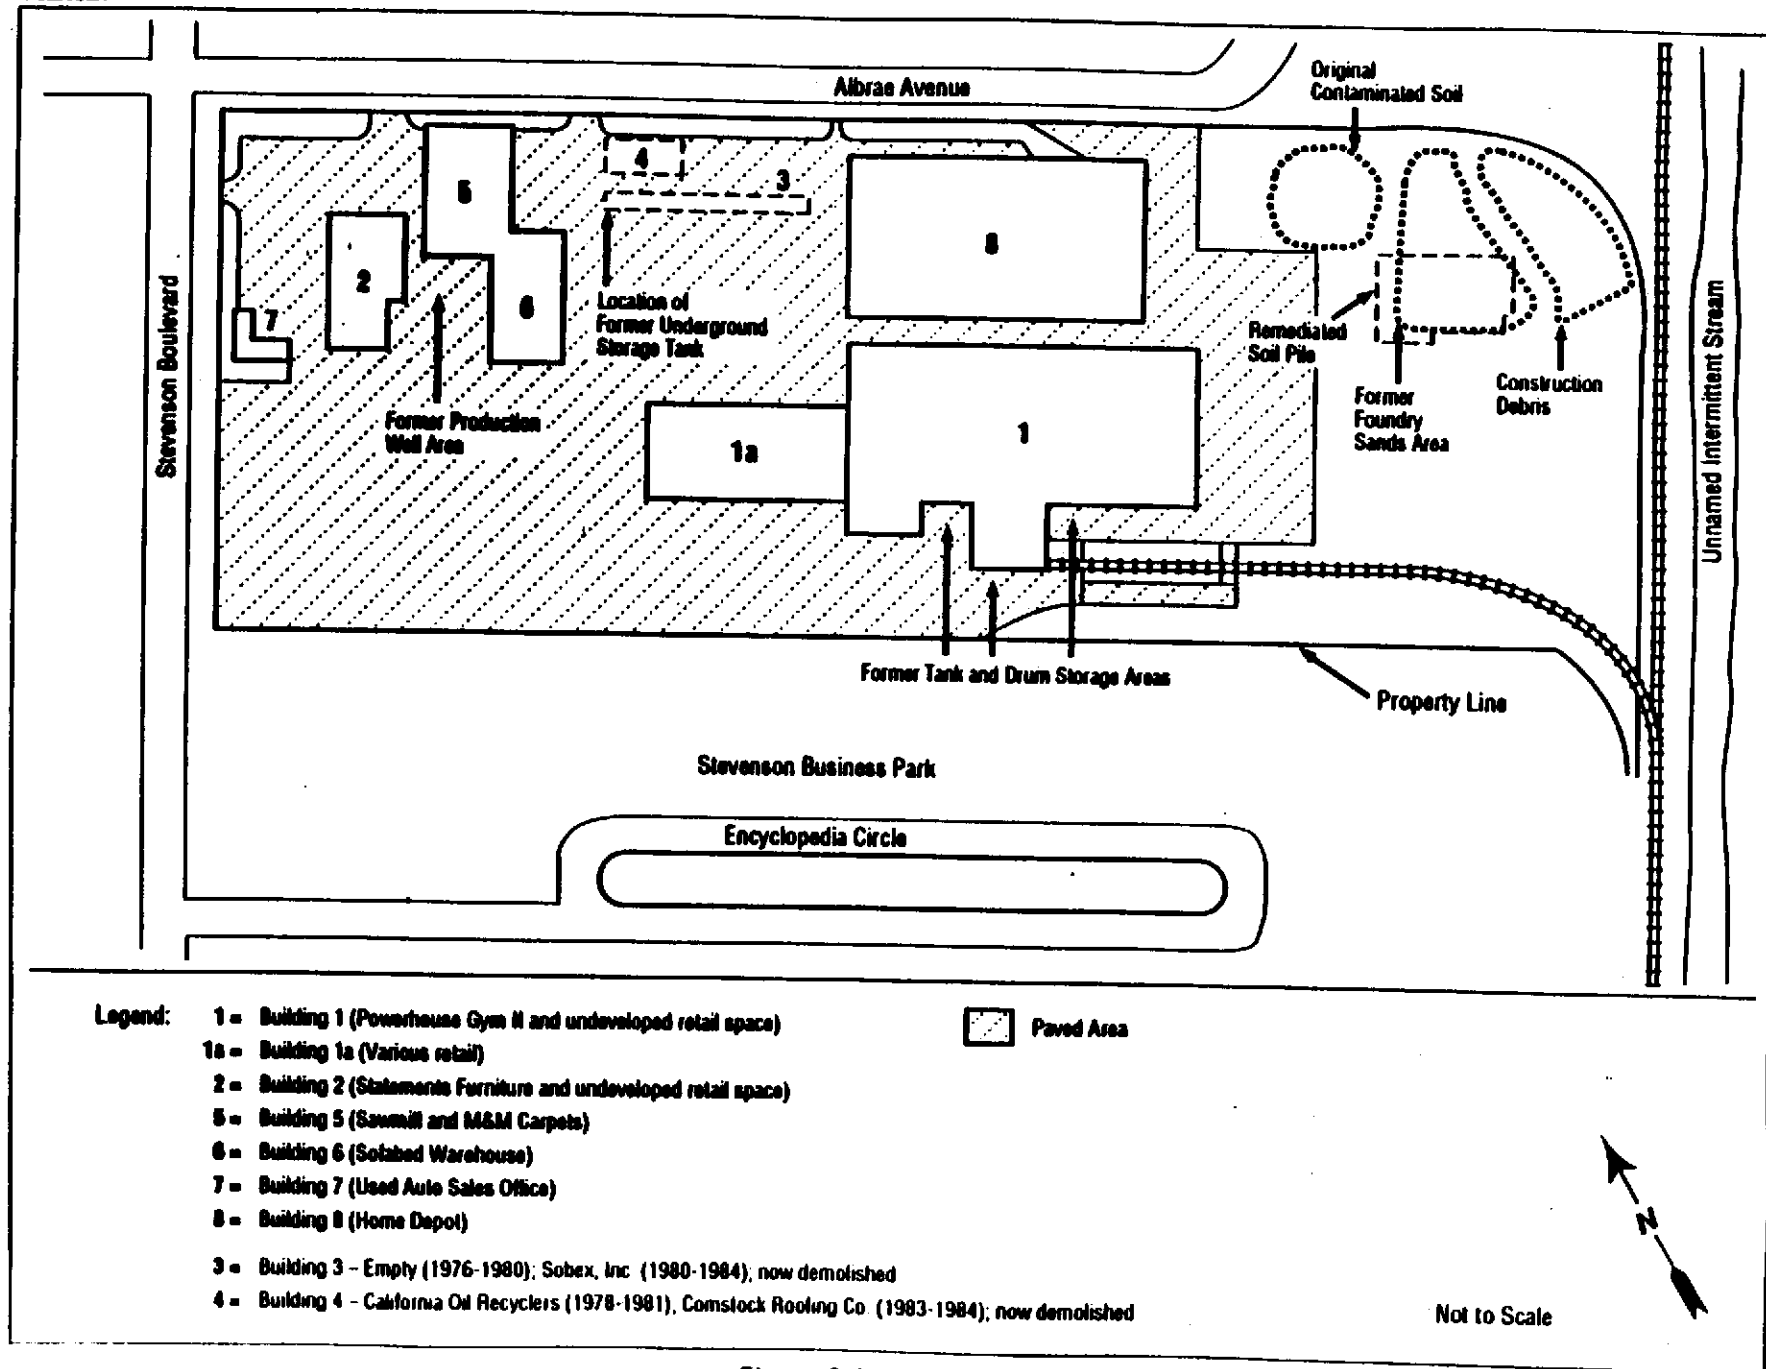 Albrae Avenue
Original
Contaminated Soil
4
3
5
8
2
6
7
Location of
Former Underground
Storage Tank
Remediated
Soil Pile
Former
Foundry
Sands Area
Construction
Debris
Former Production
Well Area
1a
1
Stevenson Boulevard
Unnamed Intermittent Stream
Former Tank and Drum Storage Areas
Property Line
Stevenson Business Park
Encyclopedia Circle
Legend:
1 = Building 1 (Powerhouse Gym II and undeveloped retail space)
1a = Building 1a (Various retail)
2 = Building 2 (Statements Furniture and undeveloped retail space)
5 = Building 5 (Sawmill and M&M Carpets)
6 = Building 6 (Sofabed Warehouse)
7 = Building 7 (Used Auto Sales Office)
8 = Building 8 (Home Depot)
3 = Building 3 - Empty (1976-1980); Sobex, Inc (1980-1984); now demolished
4 = Building 4 - California Oil Recyclers (1978-1981), Comstock Roofing Co. (1983-1984); now demolished
Paved Area
N
Not to Scale